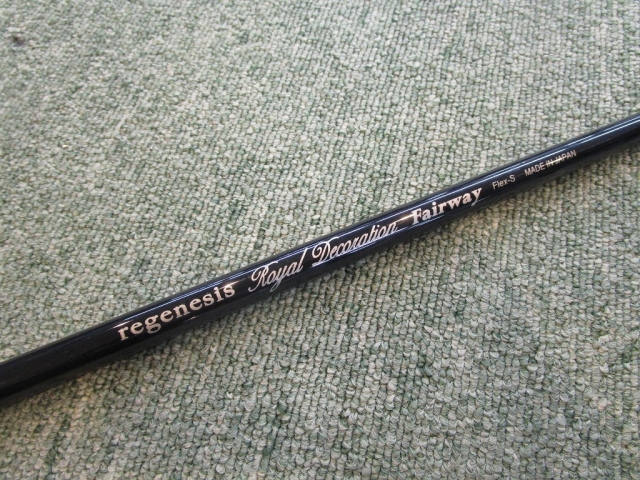 regenesis Royal Decoration Fairway Flex-S MADE IN JAPAN